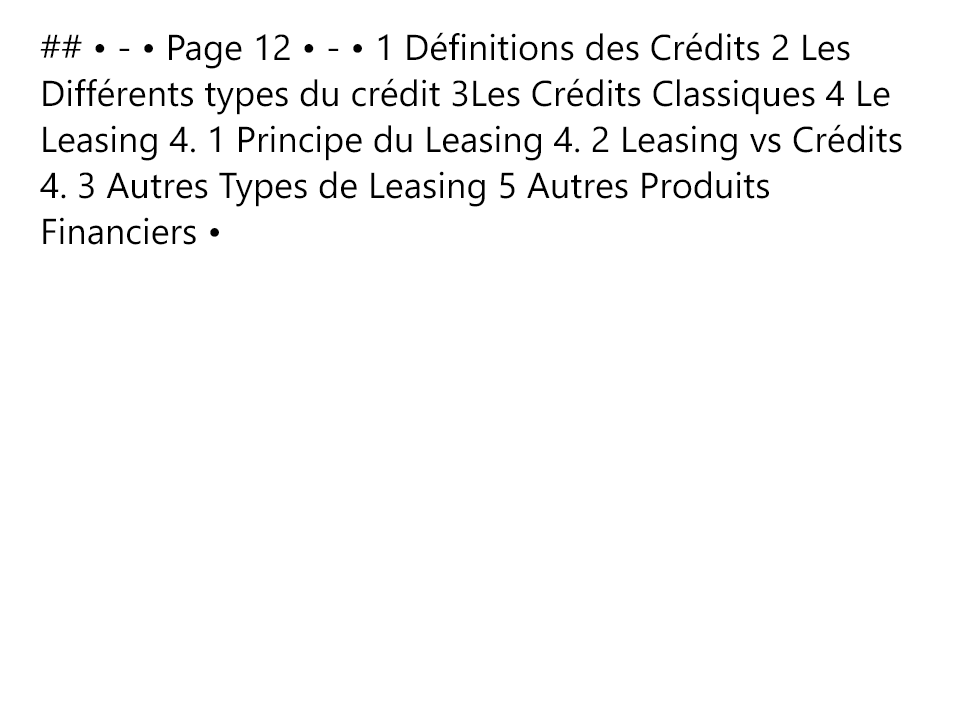 ## • - • Page 12 • - • 1 Définitions des Crédits 2 Les
Différents types du crédit 3Les Crédits Classiques 4 Le
Leasing 4. 1 Principe du Leasing 4. 2 Leasing vs Crédits
4. 3 Autres Types de Leasing 5 Autres Produits
Financiers •